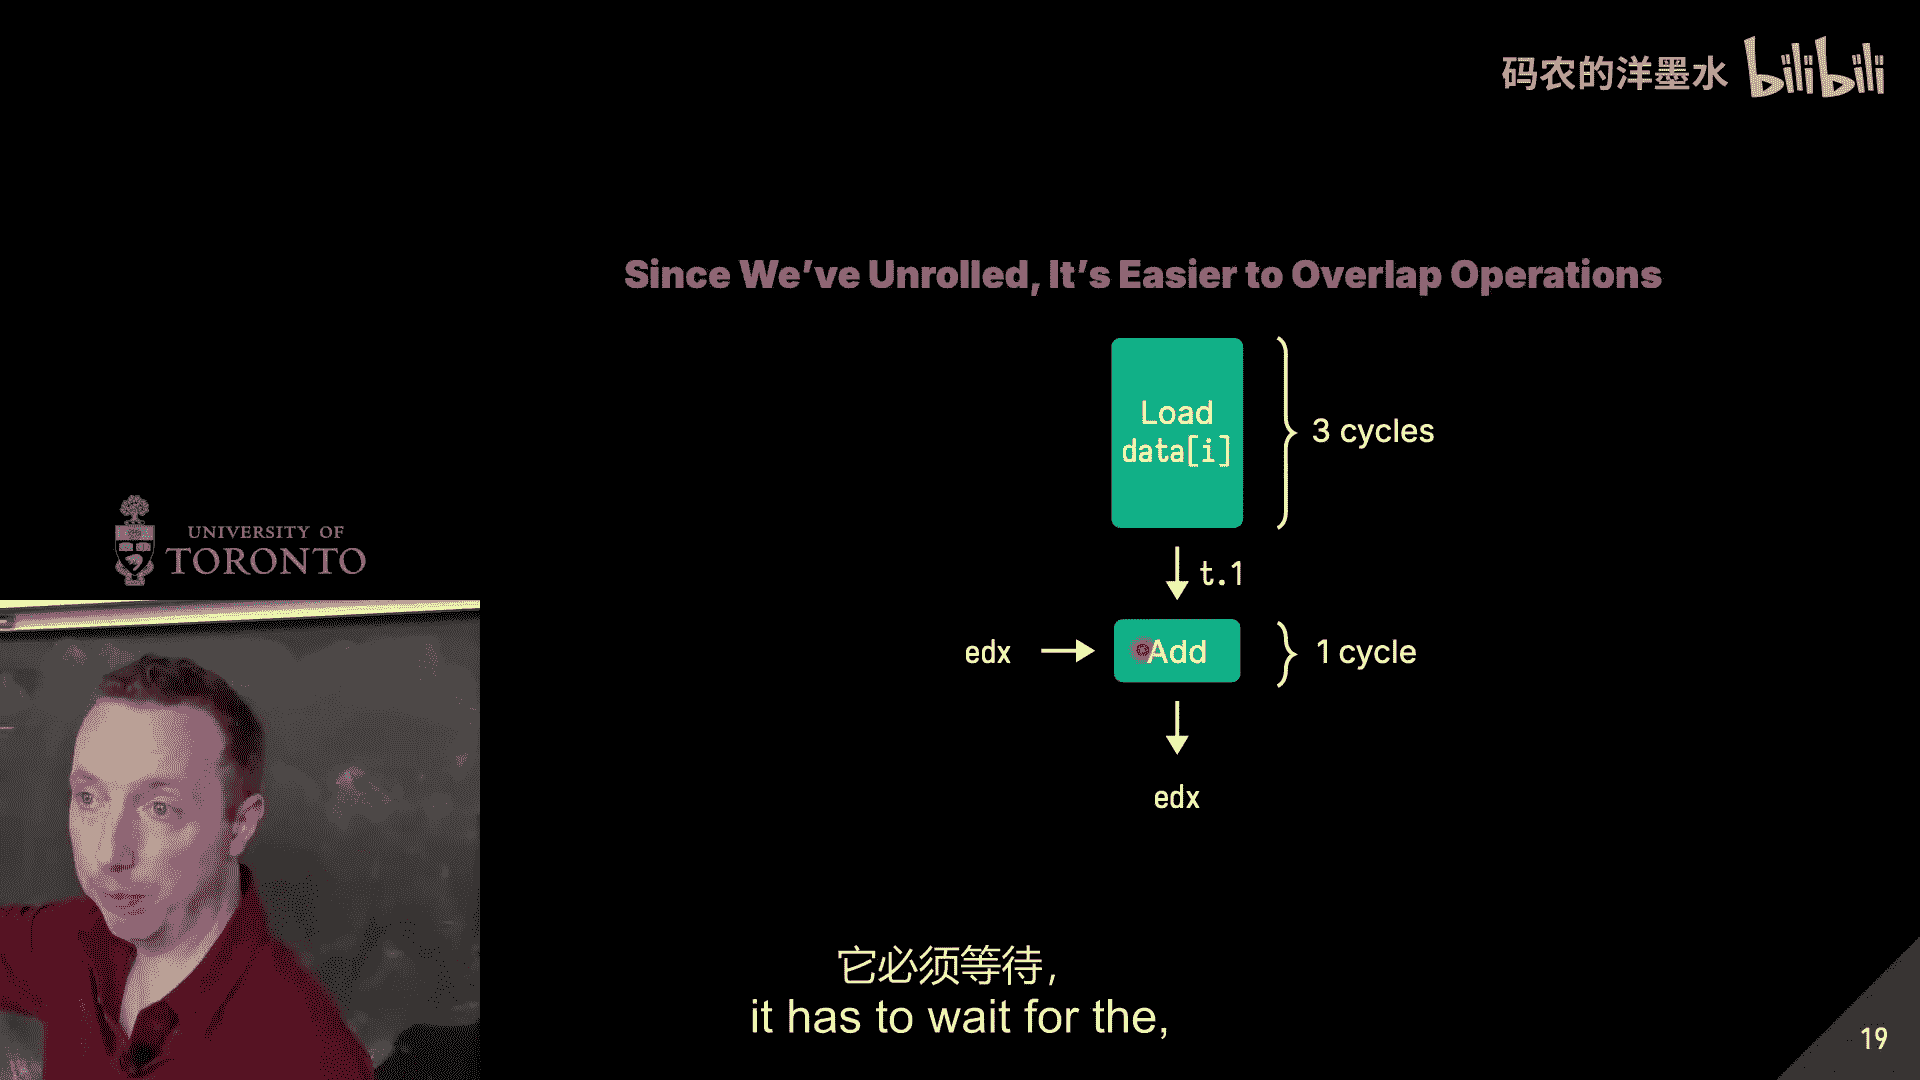 码农的洋墨水 bilibili
Since We've Unrolled, It's Easier to Overlap Operations
Load
data[i]
3 cycles
t.1
edx
Add
1 cycle
edx
UNIVERSITY OF
TORONTO
它必须等待，
it has to wait for the,
19